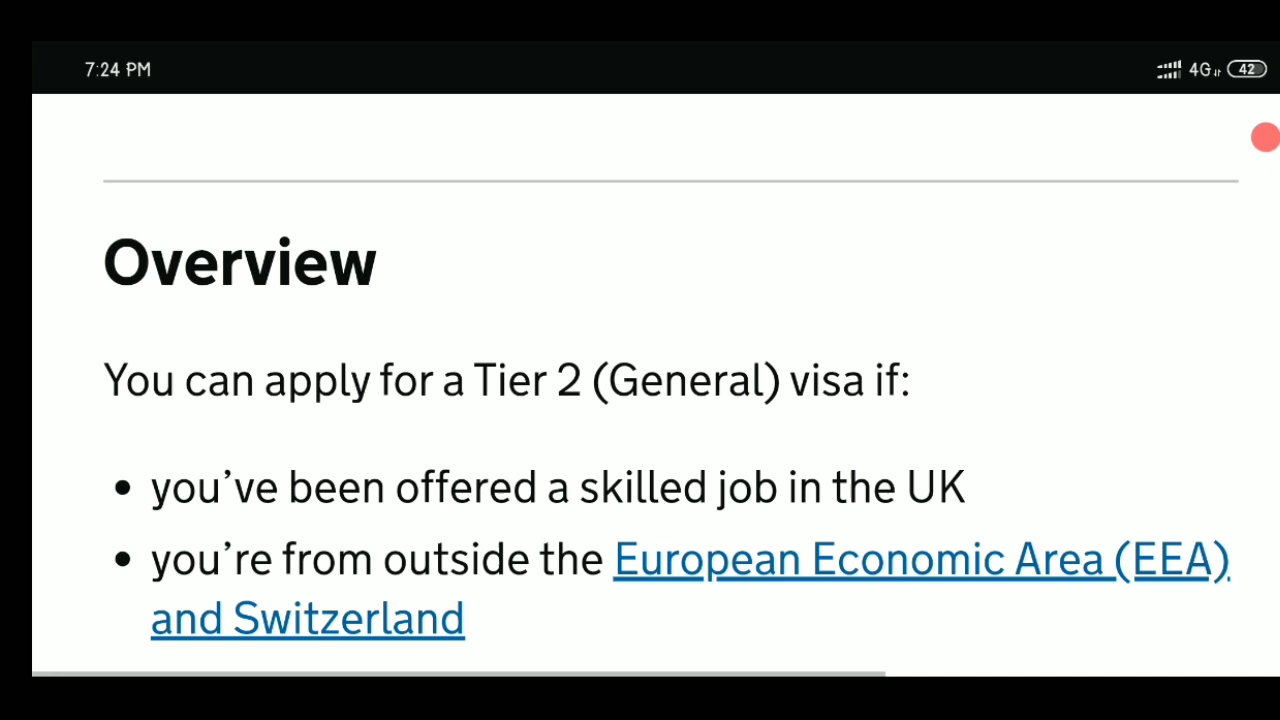 7:24 PM 4G 42
Overview
You can apply for a Tier 2 (General) visa if:
• you’ve been offered a skilled job in the UK
• you’re from outside the European Economic Area (EEA)
and Switzerland